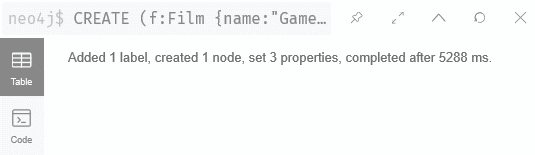 neo4j$ CREATE (f:Film {name:"Game…
Added 1 label, created 1 node, set 3 properties, completed after 5288 ms.
Table
Code